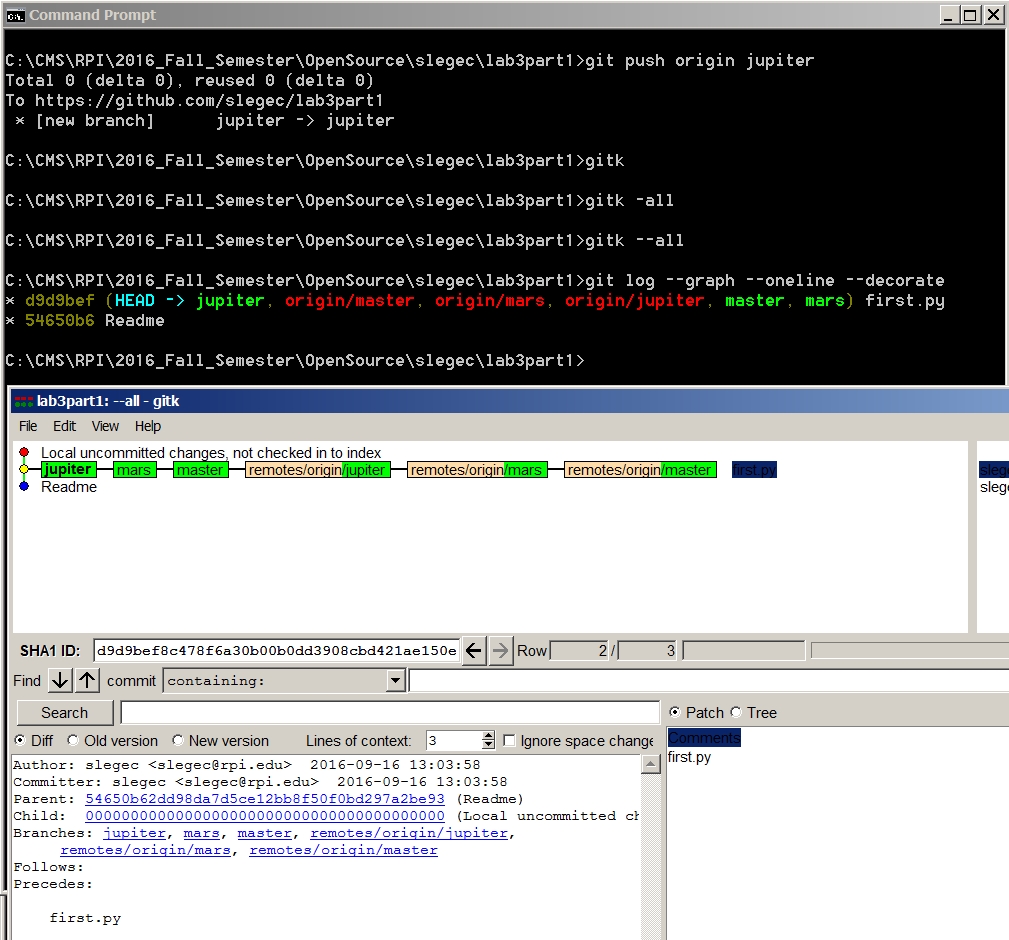 Command Prompt
C:\CMS\RPI\2016_Fall_Semester\OpenSource\slegec\lab3part1>git push origin jupiter
Total 0 (delta 0), reused 0 (delta 0)
To https://github.com/slegec/lab3part1
 * [new branch]      jupiter -> jupiter
C:\CMS\RPI\2016_Fall_Semester\OpenSource\slegec\lab3part1>gitk
C:\CMS\RPI\2016_Fall_Semester\OpenSource\slegec\lab3part1>gitk -all
C:\CMS\RPI\2016_Fall_Semester\OpenSource\slegec\lab3part1>gitk --all
C:\CMS\RPI\2016_Fall_Semester\OpenSource\slegec\lab3part1>git log --graph --oneline --decorate
* d9d9bef (HEAD -> jupiter, origin/master, origin/mars, origin/jupiter, master, mars) first.py
* 54650b6 Readme
C:\CMS\RPI\2016_Fall_Semester\OpenSource\slegec\lab3part1>
lab3part1: --all - gitk
File Edit View Help
Local uncommitted changes, not checked in to index
jupiter mars master remotes/origin/jupiter remotes/origin/mars remotes/origin/master first.py slege
Readme slege
SHA1 ID: d9d9bef8c478f6a30b00b0dd3908cbd421ae150e Row 2 / 3
Find commit containing:
Search Patch Tree
Diff Old version New version Lines of context: 3 Ignore space change
Comments
first.py
Author: slegec <slegec@rpi.edu>  2016-09-16 13:03:58
Committer: slegec <slegec@rpi.edu>  2016-09-16 13:03:58
Parent: 54650b62dd98da7d5ce12bb8f50f0bd297a2be93 (Readme)
Child:  0000000000000000000000000000000000000000 (Local uncommitted ch
Branches: jupiter, mars, master, remotes/origin/jupiter,
remotes/origin/mars, remotes/origin/master
Follows:
Precedes:
first.py